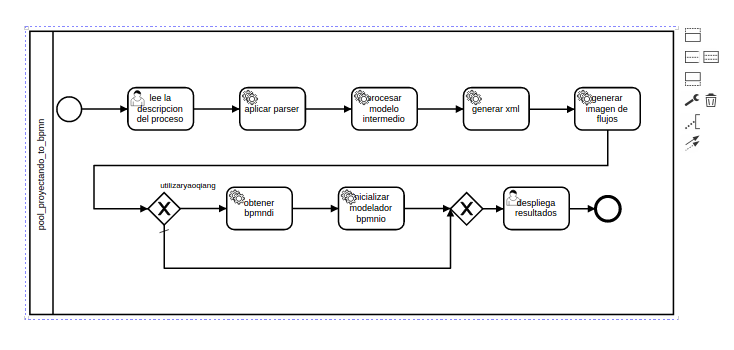 pool_proyectando_to_bpmn
lee la
descripcion
del proceso
aplicar parser
procesar
modelo
intermedio
generar xml
generar
imagen de
flujos
utilizaryaoqiang
obtener
bpmndi
inicializar
modelador
bpmnio
despliega
resultados